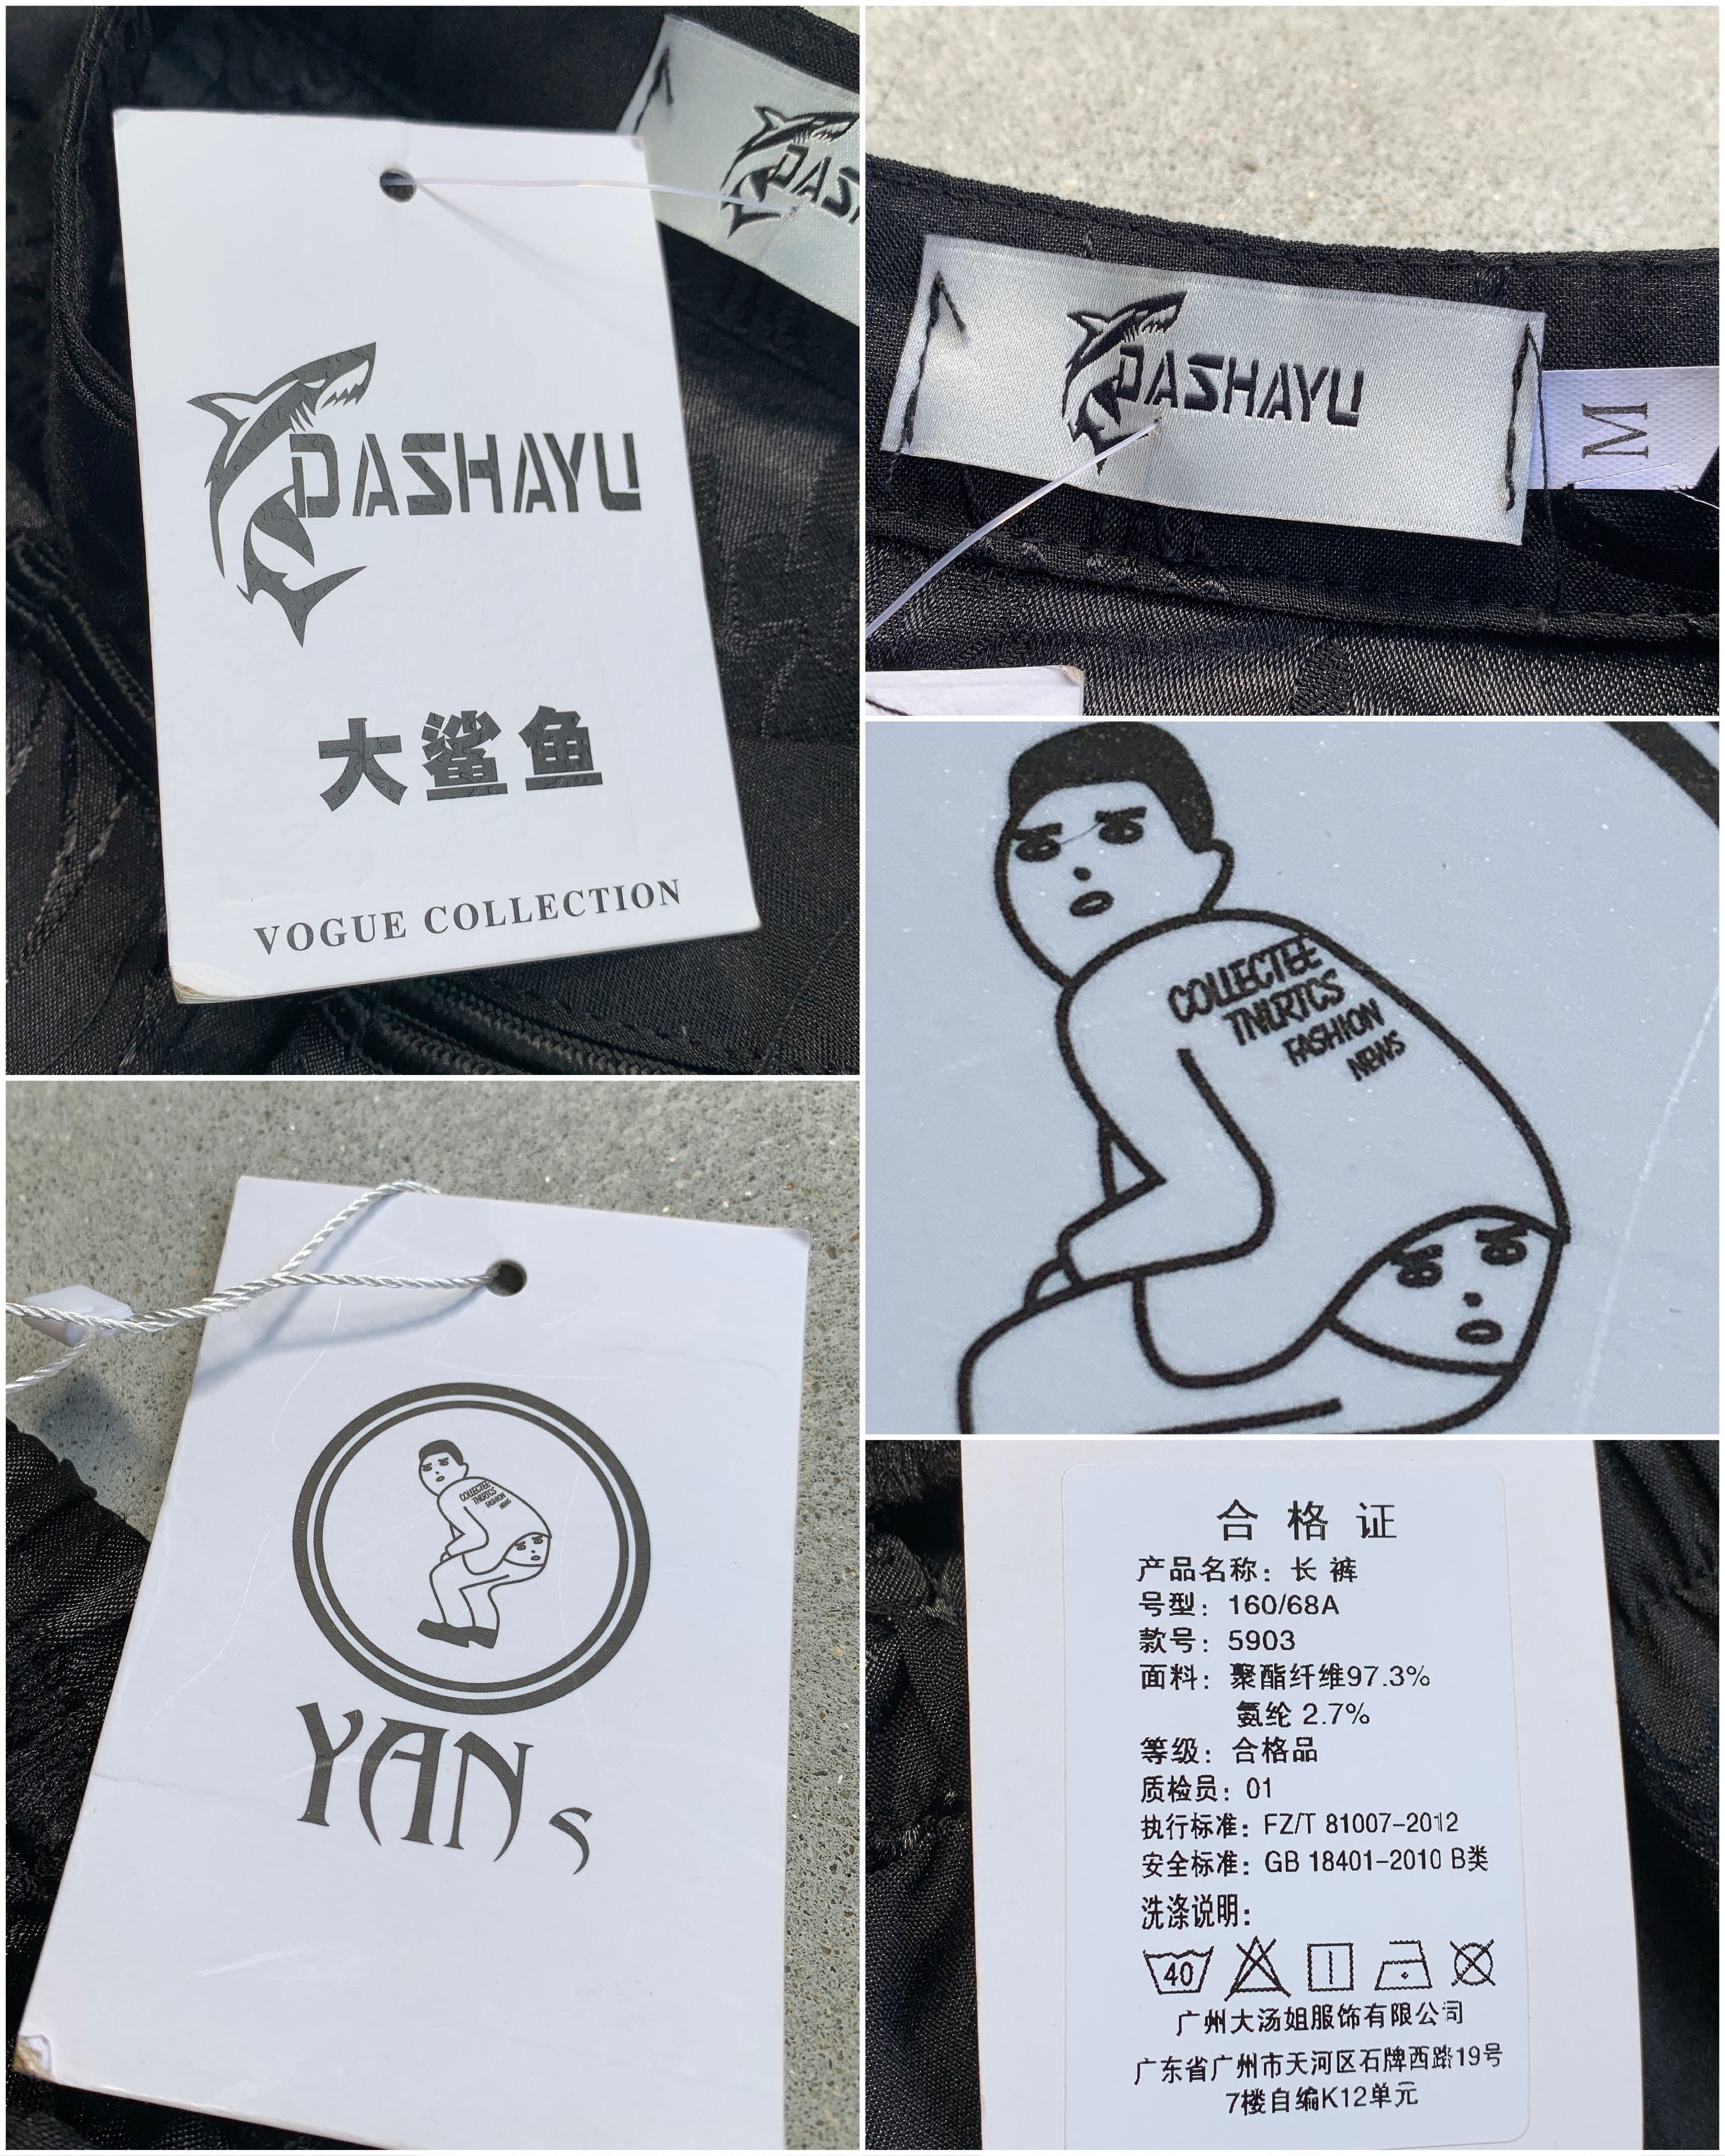 DASHAYU
大鲨鱼
VOGUE COLLECTION
DASHAYU
M
COLLECTEE
TNLRTCS
FASHION
NEWS
COLLECTEE
TNLRTCS
FASHION
NEWS
YANS
合格证
产品名称：长裤
号型：160/68A
款号：5903
面料：聚酯纤维97.3%
氨纶 2.7%
等级：合格品
质检员：01
执行标准：FZ/T 81007-2012
安全标准：GB 18401-2010 B类
洗涤说明：
40
广州大汤姐服饰有限公司
广东省广州市天河区石牌西路19号
7楼自编K12单元